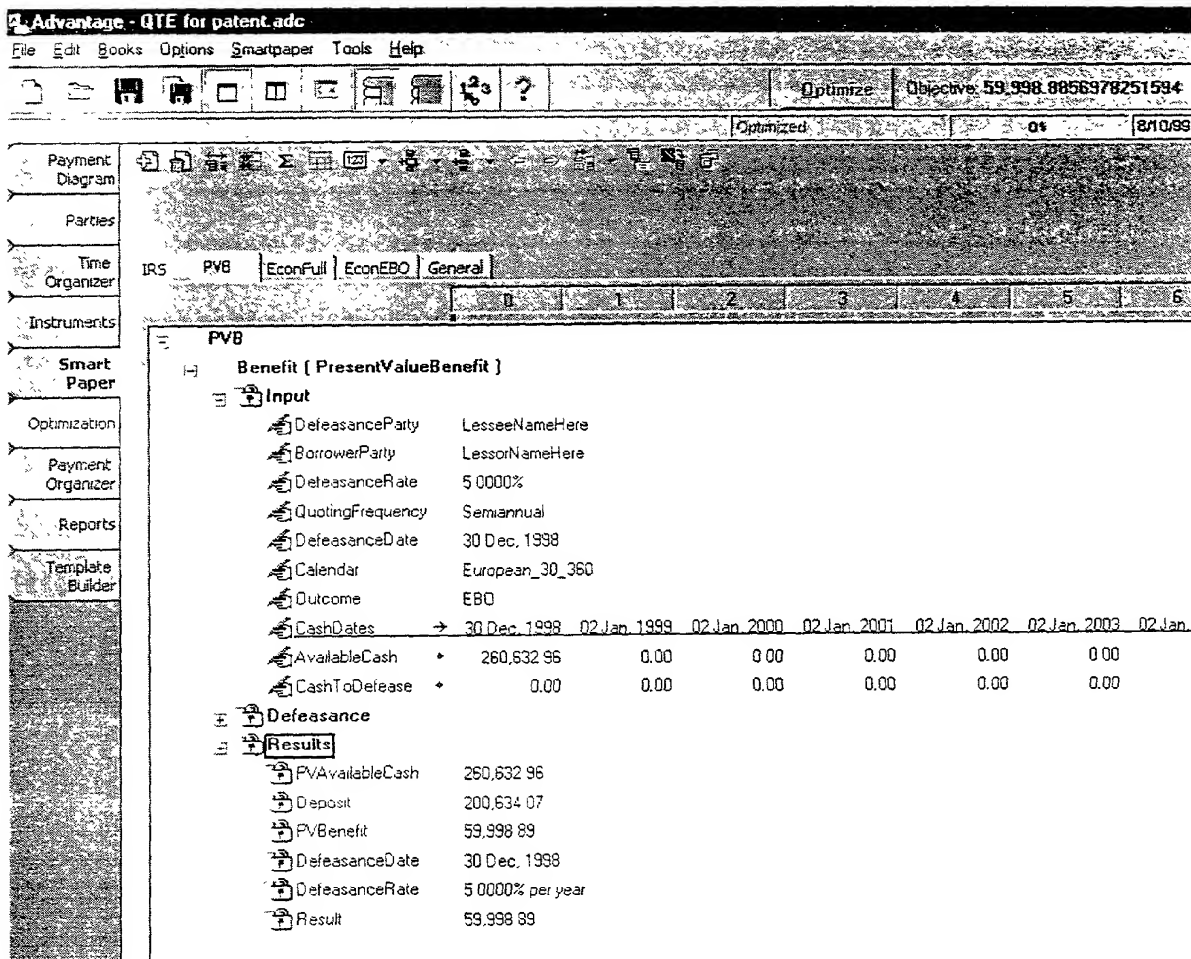 Advantage - QTE for patent.adc
File Edit Books Options Smartpaper Tools Help
Optimize Objective: 59,998.8856978251594
Optimized 0% 8/10/99
Payment Diagram
Parties
Time Organizer
Instruments
Smart Paper
Optimization
Payment Organizer
Reports
Template Builder
IRS PVB EconFull EconEBO General
0 1 2 3 4 5 6
PVB
Benefit [ PresentValueBenefit ]
Input
DefeasanceParty LesseeNameHere
BorrowerParty LessorNameHere
DefeasanceRate 5.0000%
QuotingFrequency Semiannual
DefeasanceDate 30 Dec, 1998
Calendar European_30_360
Outcome EBO
CashDates → 30 Dec, 1998 02 Jan, 1999 02 Jan, 2000 02 Jan, 2001 02 Jan, 2002 02 Jan, 2003 02 Jan,
AvailableCash 260,632.96 0.00 0.00 0.00 0.00 0.00
CashToDefease 0.00 0.00 0.00 0.00 0.00 0.00
Defeasance
Results
PVAvailableCash 260,632.96
Deposit 200,634.07
PVBenefit 59,998.89
DefeasanceDate 30 Dec, 1998
DefeasanceRate 5.0000% per year
Result 59,998.89